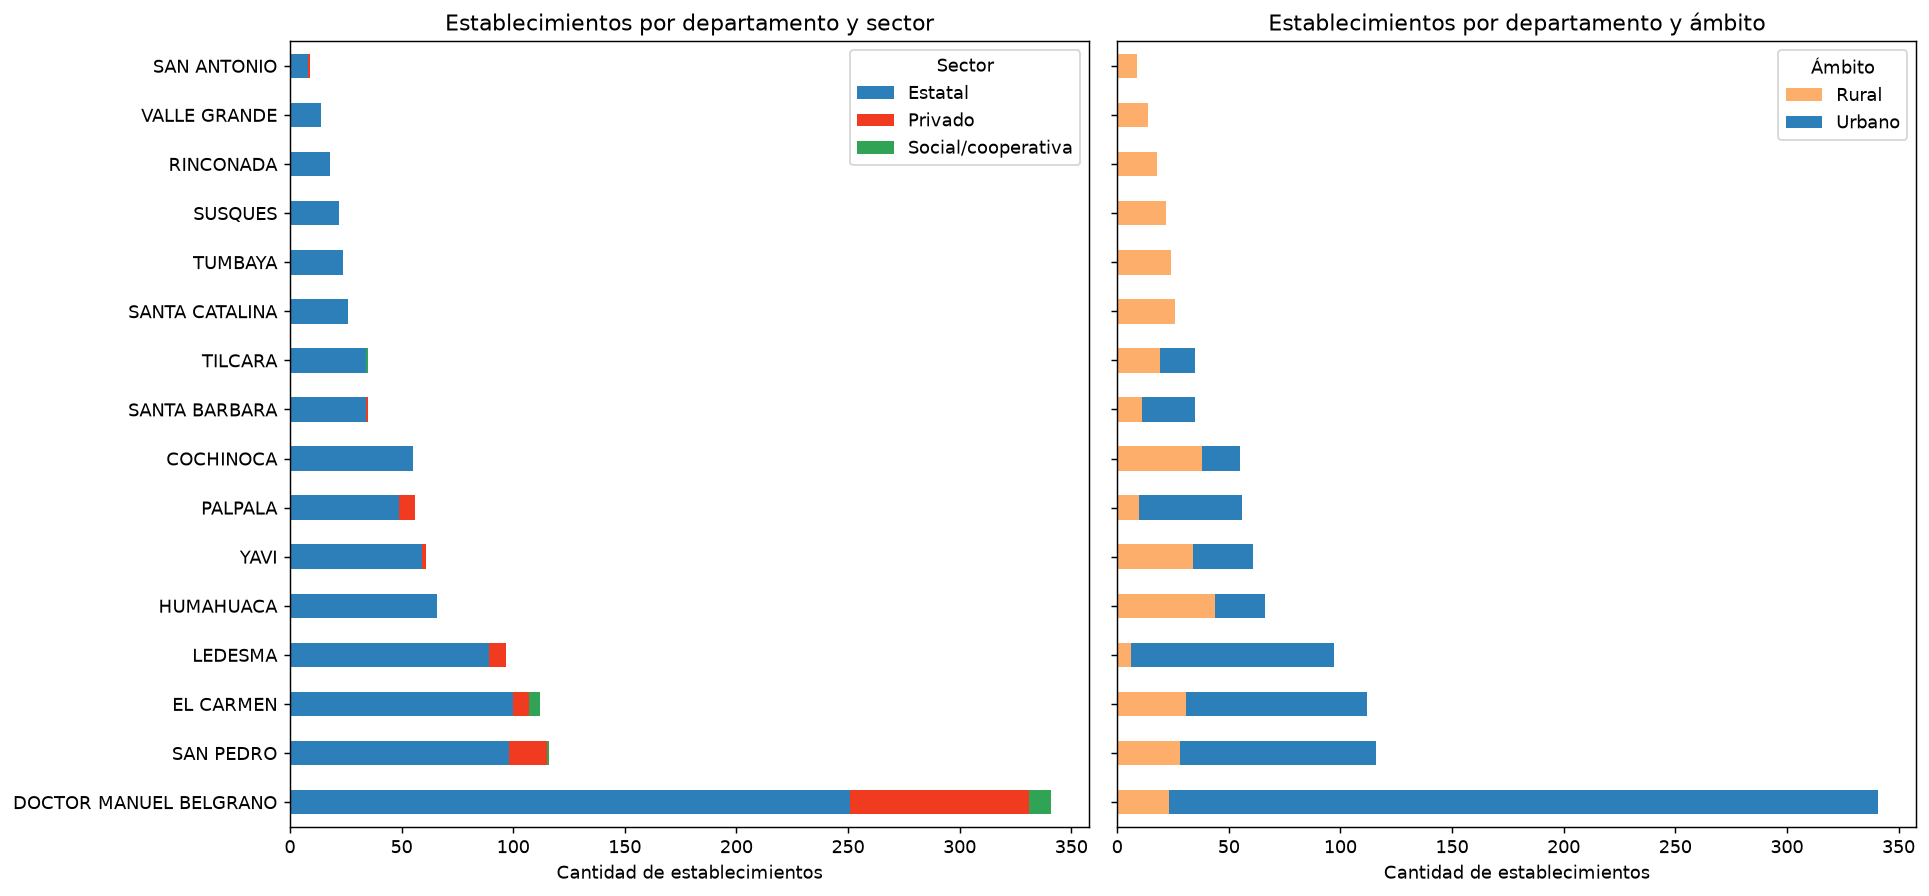 Establecimientos por departamento y sector
SAN ANTONIO
VALLE GRANDE
RINCONADA
SUSQUES
TUMBAYA
SANTA CATALINA
TILCARA
SANTA BARBARA
COCHINOCA
PALPALA
YAVI
HUMAHUACA
LEDESMA
EL CARMEN
SAN PEDRO
DOCTOR MANUEL BELGRANO
Sector
Estatal
Privado
Social/cooperativa
0 50 100 150 200 250 300 350
Cantidad de establecimientos
Establecimientos por departamento y ámbito
Ámbito
Rural
Urbano
0 50 100 150 200 250 300 350
Cantidad de establecimientos